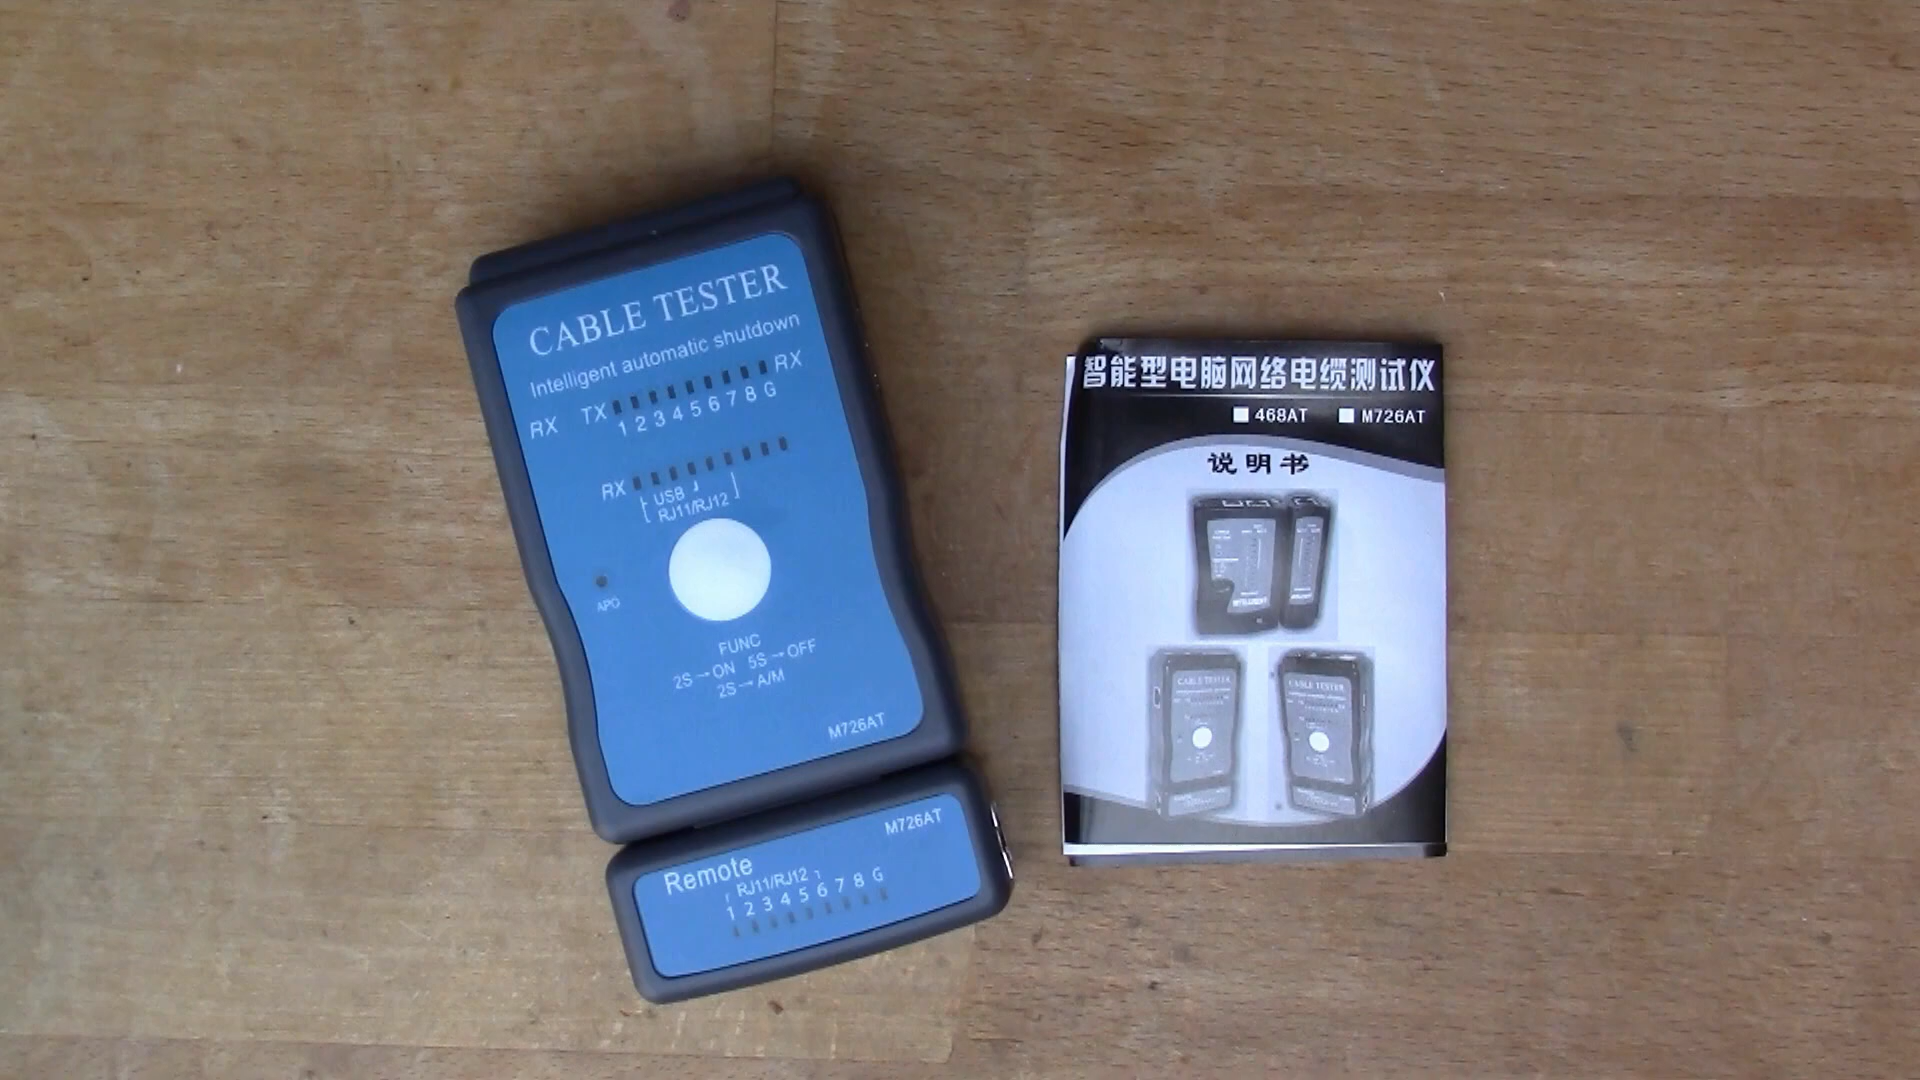 CABLE TESTER
Intelligent automatic shutdown
RX TX RX
1 2 3 4 5 6 7 8 G
RX
USB
RJ11/RJ12
APO
FUNC
2S→ON 5S→OFF
2S→A/M
M726AT
M726AT
Remote
RJ11/RJ12
1 2 3 4 5 6 7 8 G
智能型电脑网络电缆测试仪
468AT M726AT
说明书
CABLE TESTER
CABLE TESTER